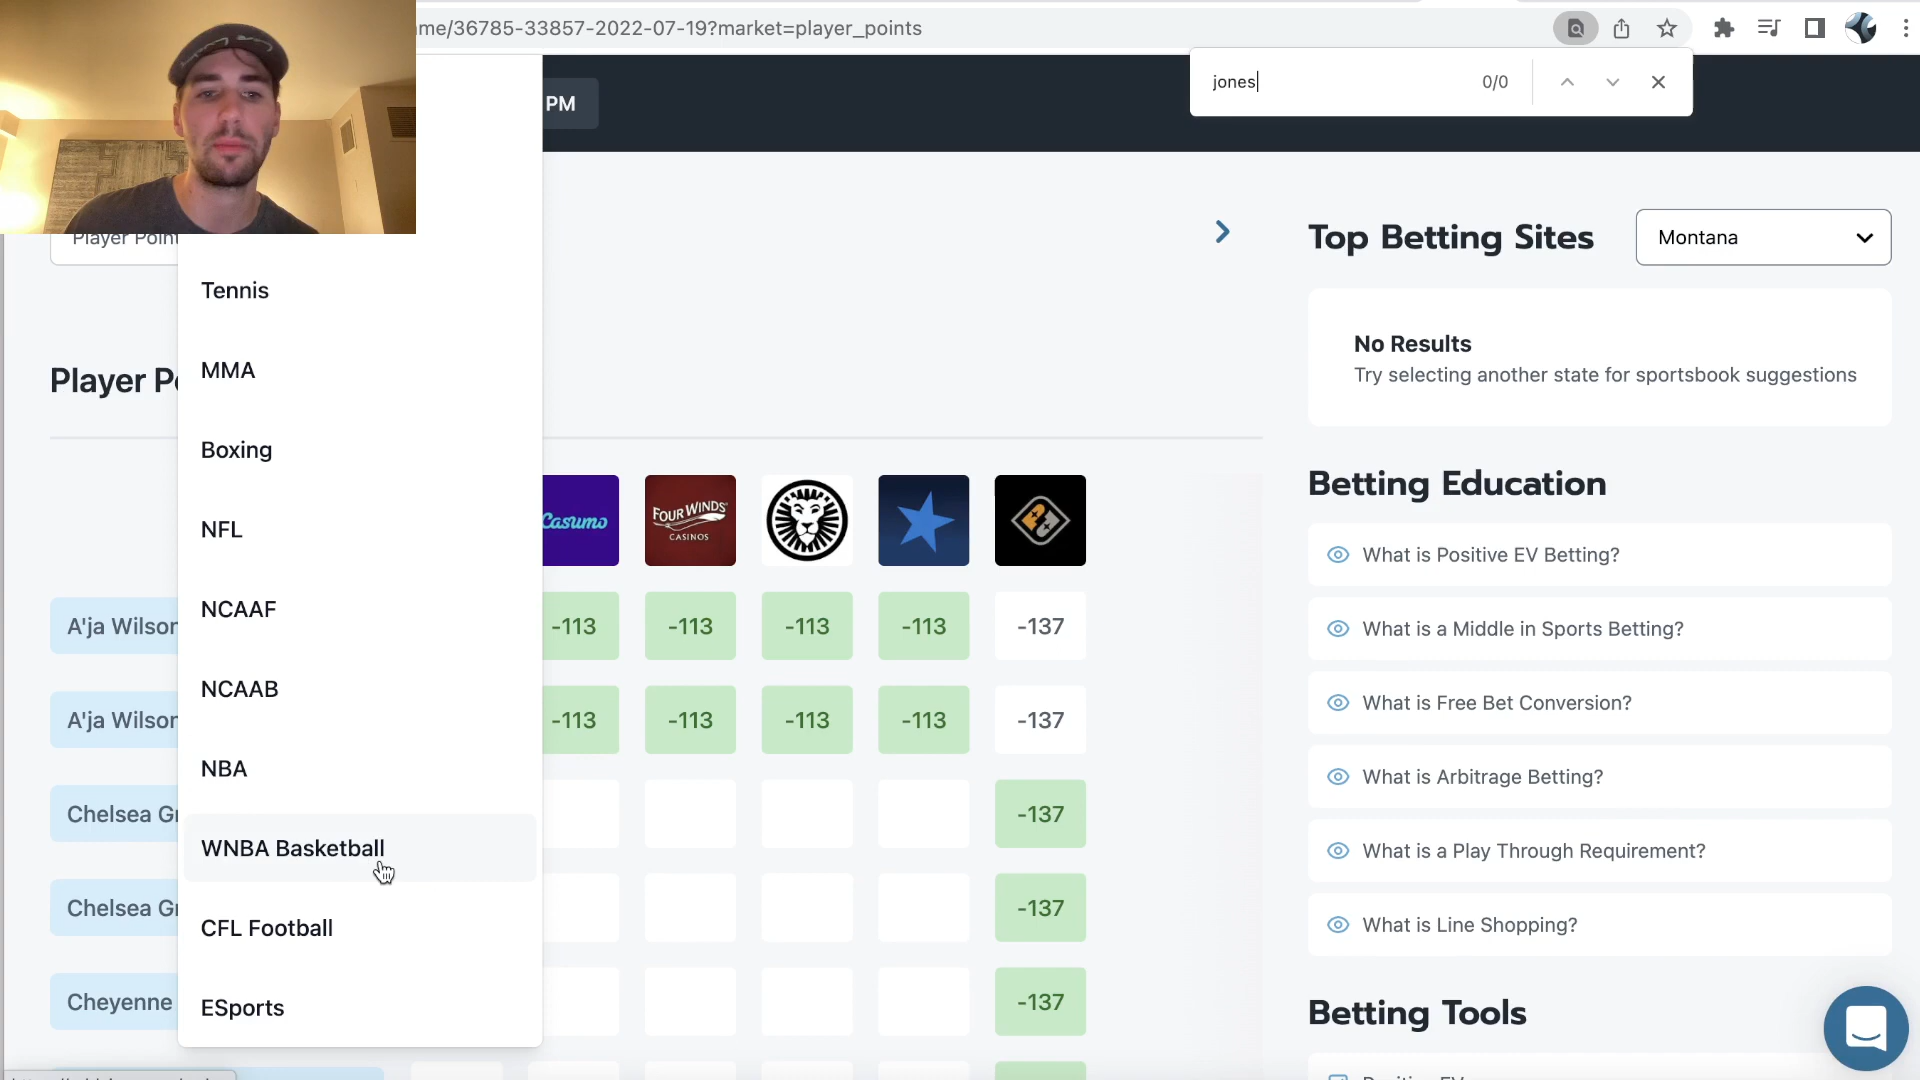 me/36785-33857-2022-07-19?market=player_points
jones
0/0
PM
Player Point
Top Betting Sites
Montana
Tennis
No Results
Try selecting another state for sportsbook suggestions
MMA
Player Po
Boxing
Betting Education
NFL
Casumo
FOUR WINDS
CASINOS
What is Positive EV Betting?
NCAAF
A'ja Wilson
-113
-113
-113
-113
-137
What is a Middle in Sports Betting?
NCAAB
What is Free Bet Conversion?
A'ja Wilson
-113
-113
-113
-113
-137
NBA
What is Arbitrage Betting?
Chelsea Gr
-137
WNBA Basketball
What is a Play Through Requirement?
Chelsea Gr
-137
CFL Football
What is Line Shopping?
Cheyenne
-137
ESports
Betting Tools